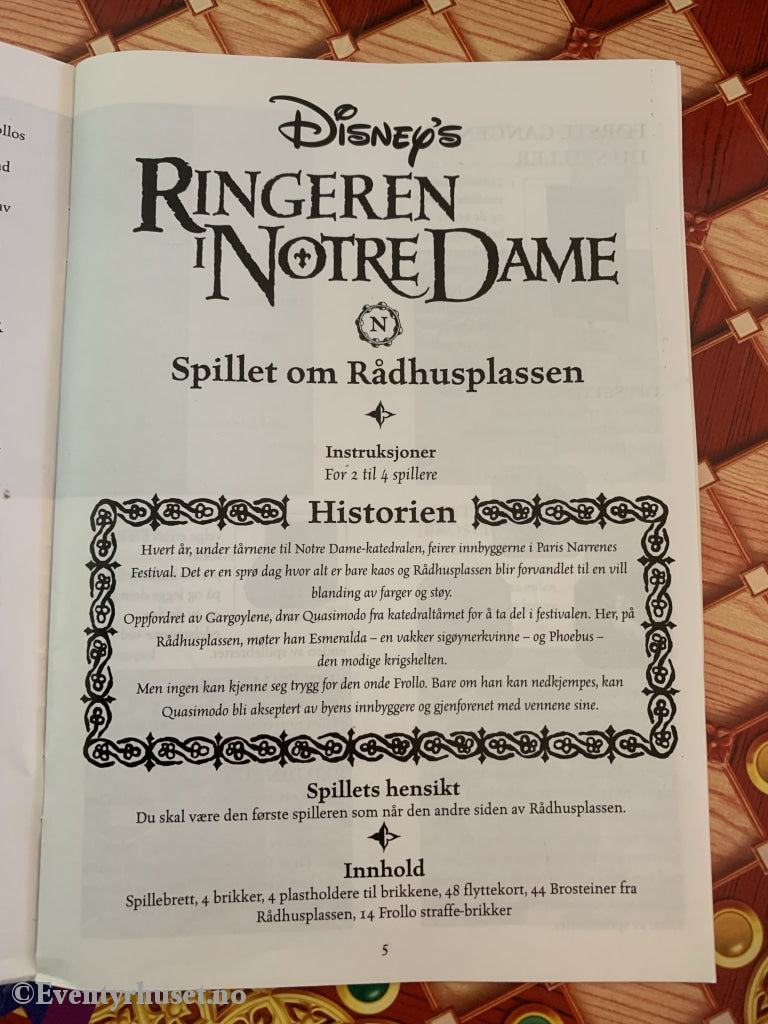 Disney's
Ringeren
i Notre Dame
N
Spillet om Rådhusplassen
Instruksjoner
For 2 til 4 spillere
Historien
Hvert år, under tårnene til Notre Dame-katedralen, feirer innbyggerne i Paris Narrenes
Festival. Det er en sprø dag hvor alt er bare kaos og Rådhusplassen blir forvandlet til en vill
blanding av farger og støy.
Oppfordret av Gargoylene, drar Quasimodo fra katedraltårnet for å ta del i festivalen. Her, på
Rådhusplassen, møter han Esmeralda – en vakker sigøynerkvinne – og Phoebus –
den modige krigshelten.
Men ingen kan kjenne seg trygg for den onde Frollo. Bare om han kan nedkjempes, kan
Quasimodo bli akseptert av byens innbyggere og gjenforenet med vennene sine.
Spillets hensikt
Du skal være den første spilleren som når den andre siden av Rådhusplassen.
Innhold
Spillebrett, 4 brikker, 4 plastholdere til brikkene, 48 flyttekort, 44 Brosteiner fra
Rådhusplassen, 14 Frollo straffe-brikker
5
©Eventyrhuset.no